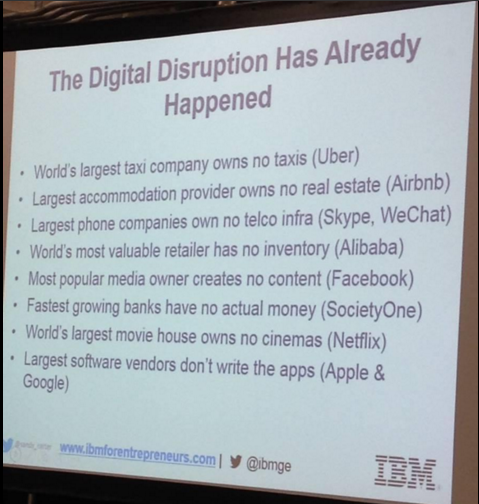 The Digital Disruption Has Already
Happened
• World's largest taxi company owns no taxis (Uber)
• Largest accommodation provider owns no real estate (Airbnb)
• Largest phone companies own no telco infra (Skype, WeChat)
• World's most valuable retailer has no inventory (Alibaba)
• Most popular media owner creates no content (Facebook)
• Fastest growing banks have no actual money (SocietyOne)
• World's largest movie house owns no cinemas (Netflix)
• Largest software vendors don't write the apps (Apple &
Google)
www.ibmforentrepreneurs.com | @ibmge
IBM